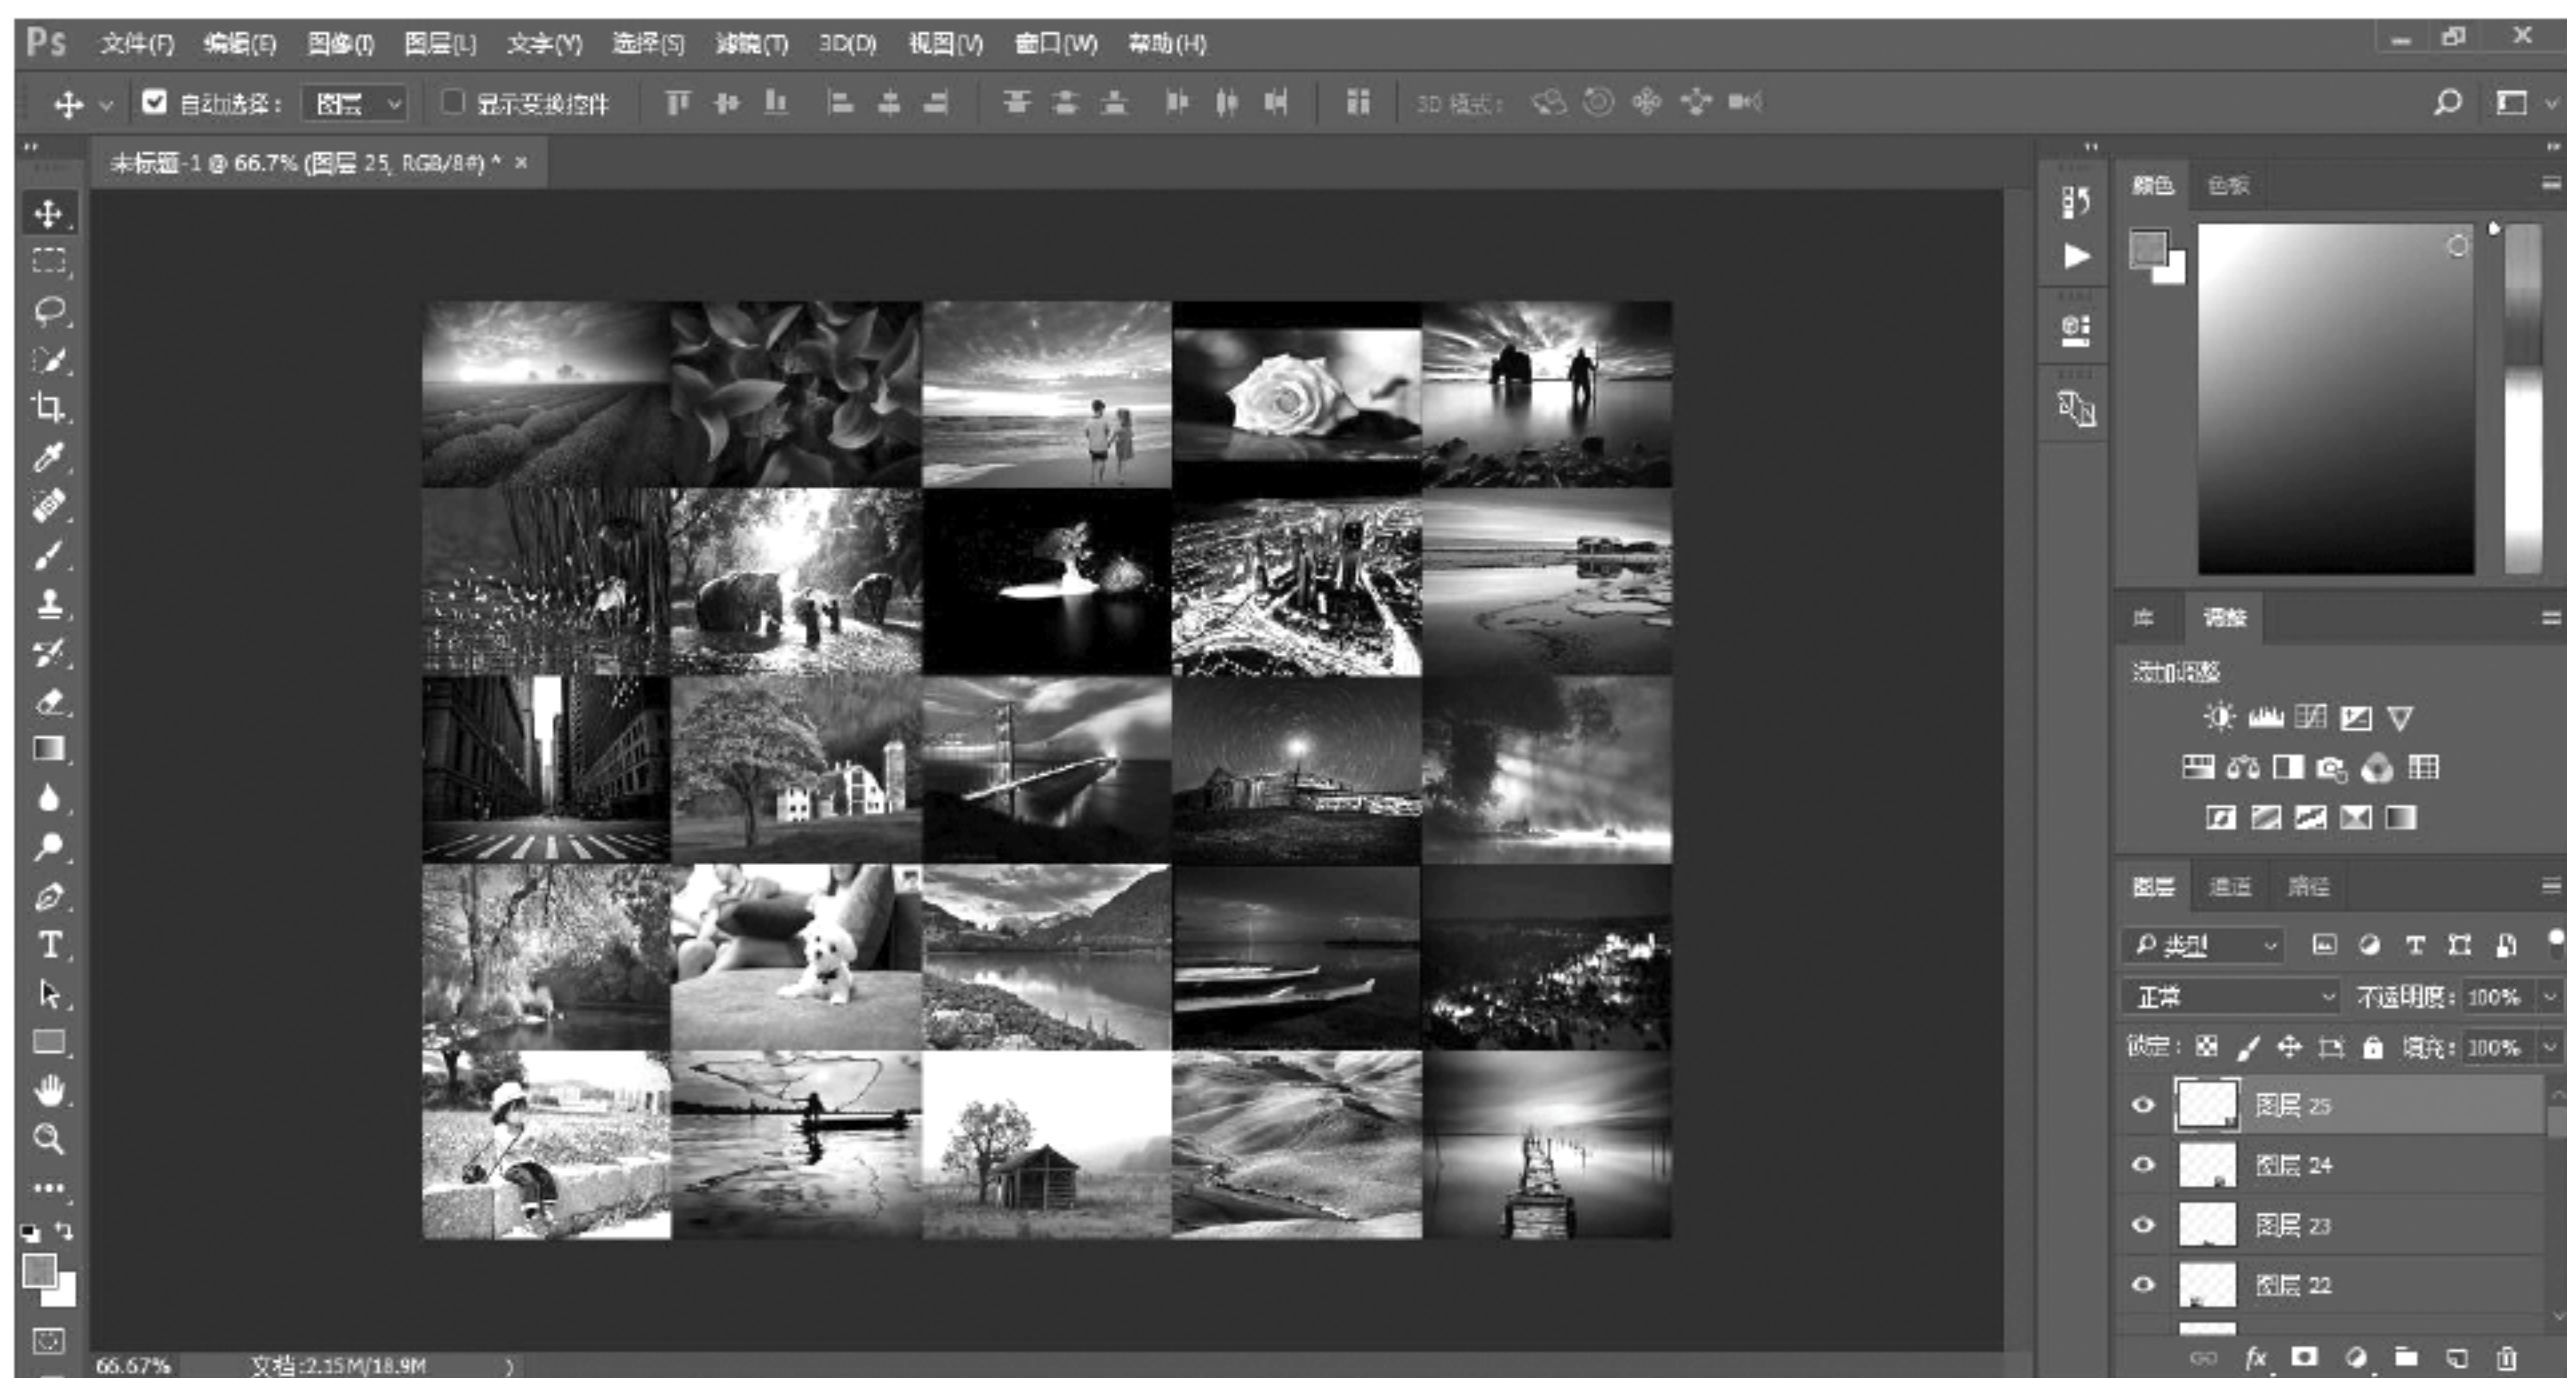 Ps 文件(F) 编辑(E) 图像(I) 图层(L) 文字(Y) 选择(S) 滤镜(T) 3D(D) 视图(V) 窗口(W) 帮助(H)
自动选择： 图层 显示变换控件 3D 模式：
未标题-1 @ 66.7% (图层 25, RGB/8#) * ×
颜色 色板
库 调整
添加调整
图层 通道 路径
类型
正常 不透明度：100%
锁定： 填充：100%
图层 25
图层 24
图层 23
图层 22
66.67% 文档:2.15M/18.9M